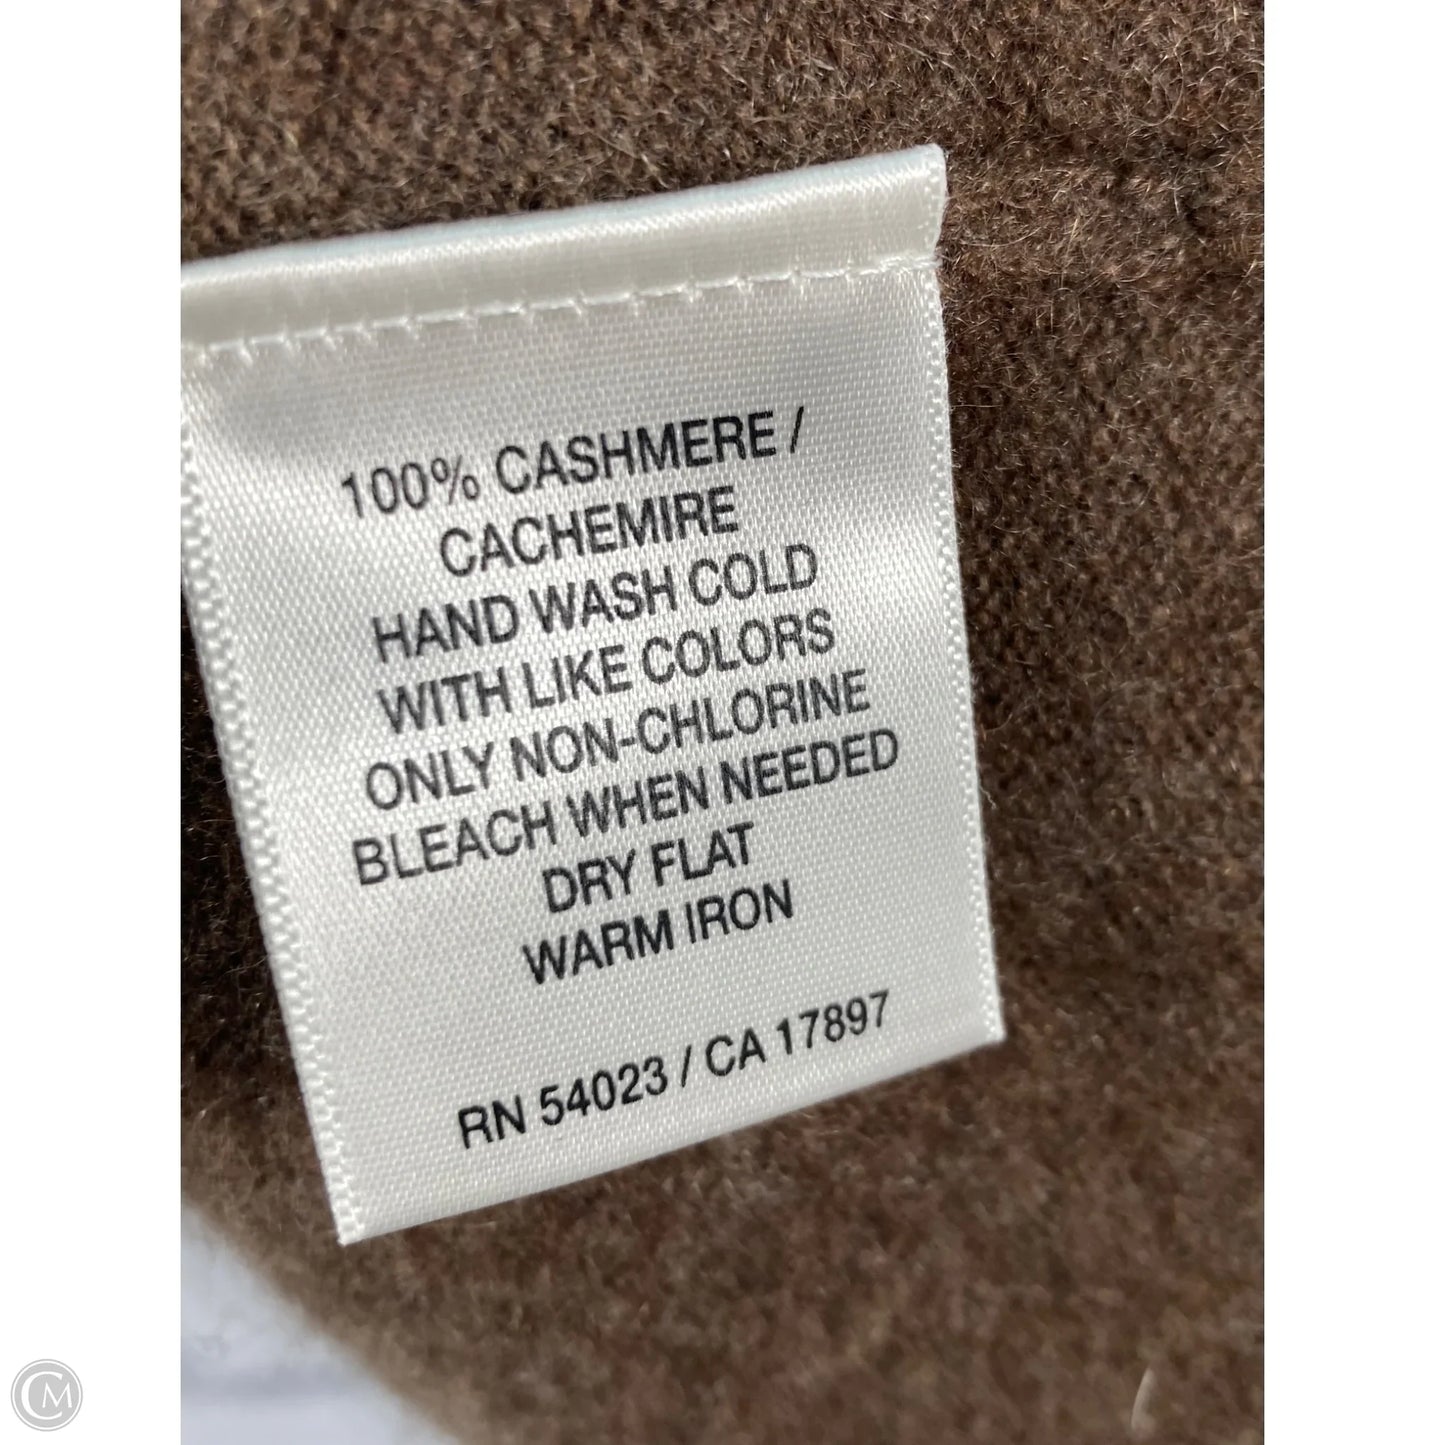 100% CASHMERE /
CACHEMIRE
HAND WASH COLD
WITH LIKE COLORS
ONLY NON-CHLORINE
BLEACH WHEN NEEDED
DRY FLAT
WARM IRON
RN 54023 / CA 17897
CM